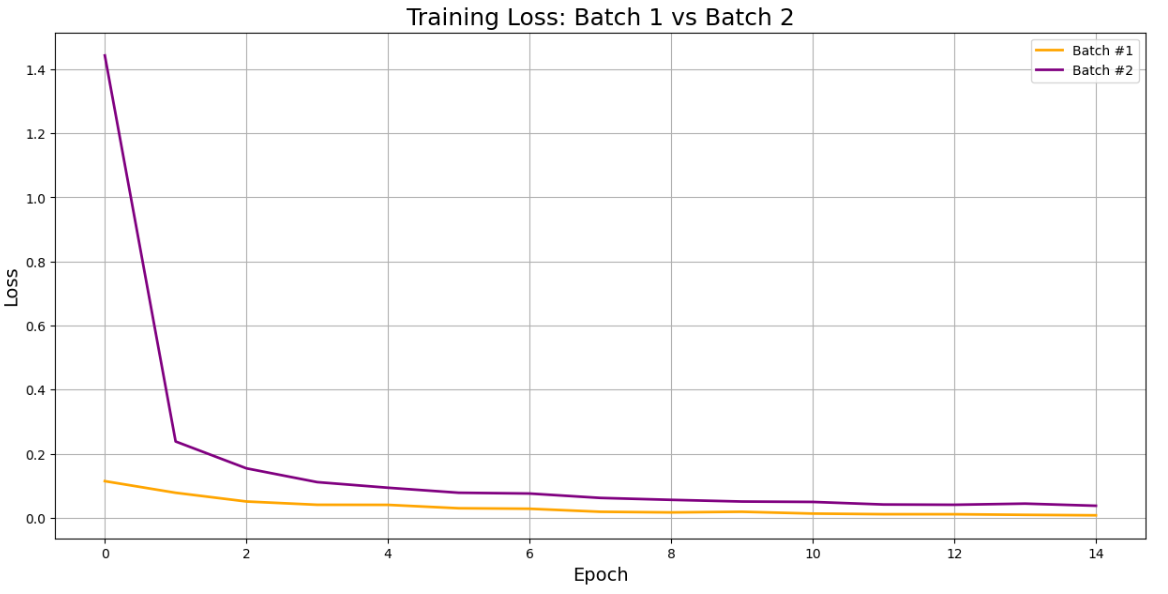 Training Loss: Batch 1 vs Batch 2
Batch #1
Batch #2
Loss
1.4
1.2
1.0
0.8
0.6
0.4
0.2
0.0
0 2 4 6 8 10 12 14
Epoch